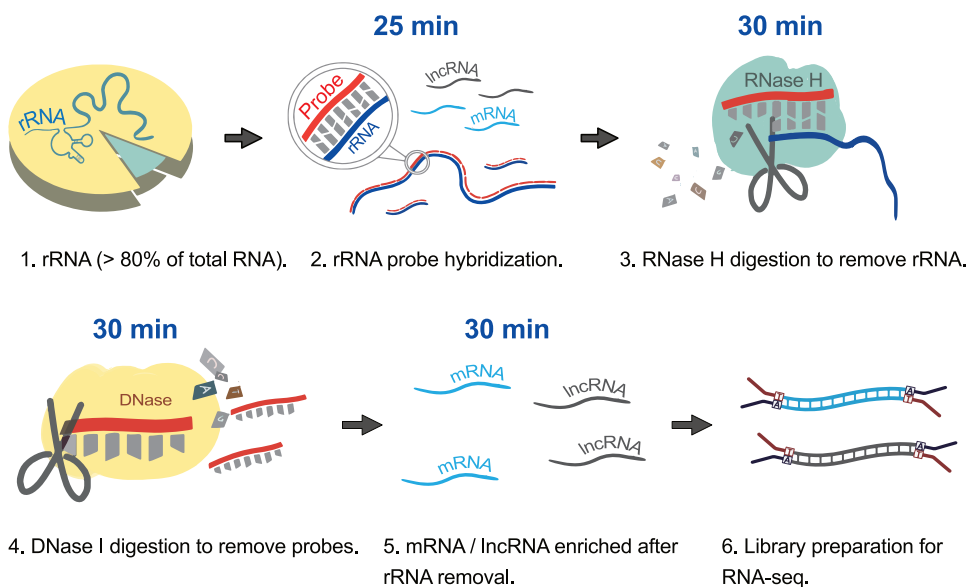 25 min
30 min
rRNA
Probe
rRNA
lncRNA
mRNA
RNase H
1. rRNA (> 80% of total RNA).
2. rRNA probe hybridization.
3. RNase H digestion to remove rRNA.
30 min
30 min
DNase
A
T
mRNA
lncRNA
mRNA
lncRNA
T
A
A
T
T
A
A
T
4. DNase I digestion to remove probes.
5. mRNA / lncRNA enriched after
rRNA removal.
6. Library preparation for
RNA-seq.